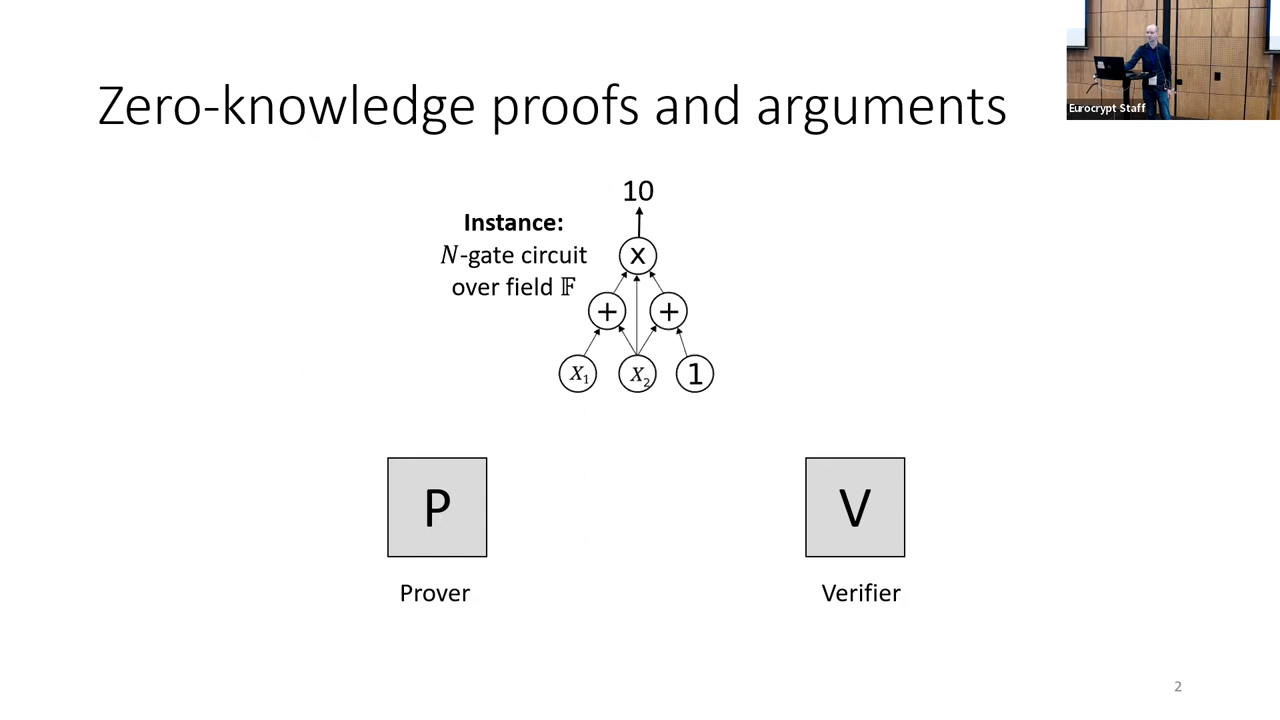 Zero-knowledge proofs and arguments
Eurocrypt Staff
10
Instance:
N-gate circuit
over field 𝔽
x
+ +
X₁ X₂ 1
P V
Prover Verifier
2